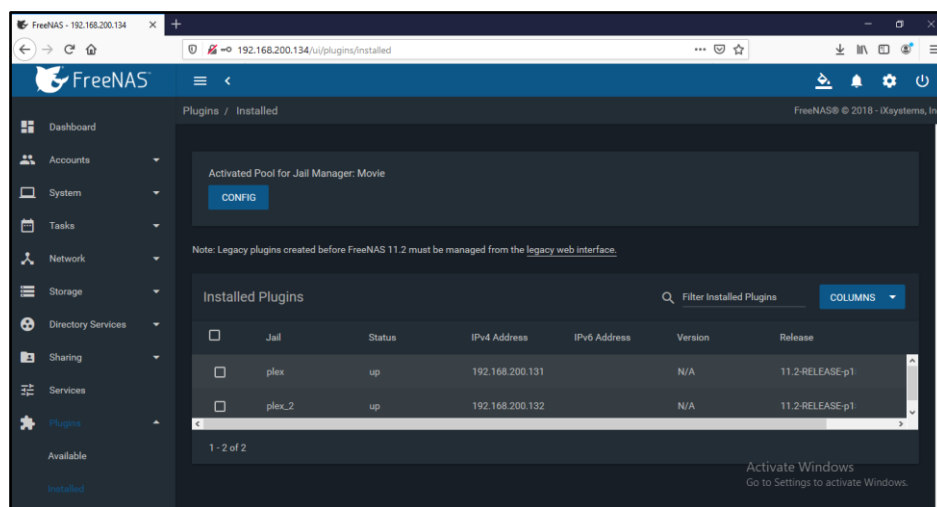 FreeNAS - 192.168.200.134
192.168.200.134/ui/plugins/installed
FreeNAS
Plugins / Installed
FreeNAS® © 2018 - iXsystems, In
Dashboard
Accounts
System
Tasks
Network
Storage
Directory Services
Sharing
Services
Plugins
Available
Installed
Activated Pool for Jail Manager: Movie
CONFIG
Note: Legacy plugins created before FreeNAS 11.2 must be managed from the legacy web interface.
Installed Plugins
Filter Installed Plugins
COLUMNS
Jail Status IPv4 Address IPv6 Address Version Release
plex up 192.168.200.131 N/A 11.2-RELEASE-p1
plex_2 up 192.168.200.132 N/A 11.2-RELEASE-p1
1 - 2 of 2
Activate Windows
Go to Settings to activate Windows.